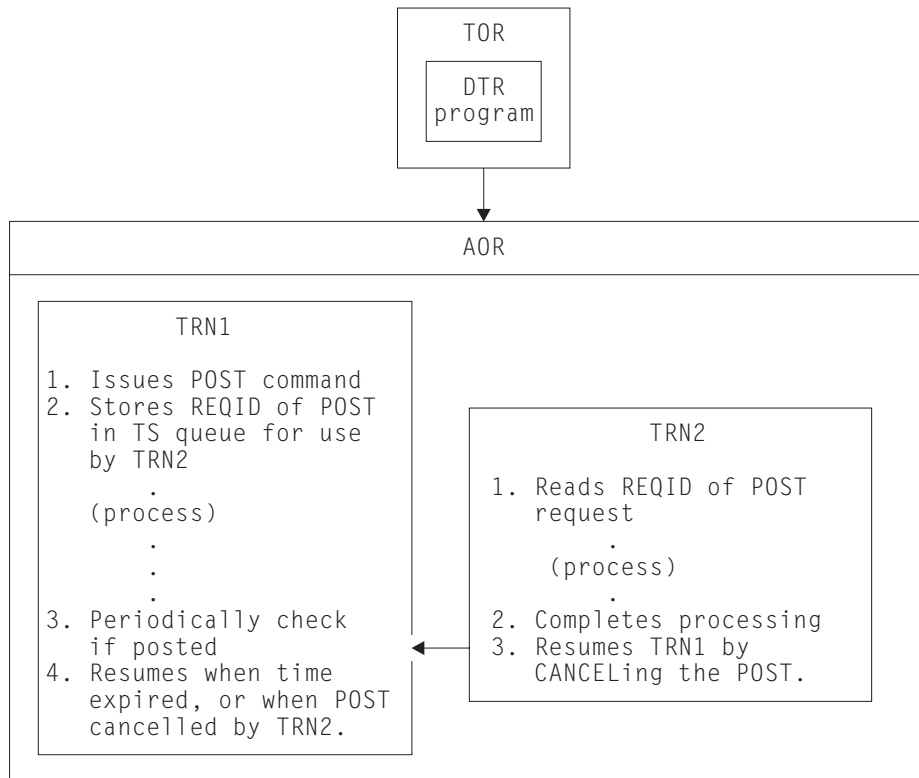 TOR
DTR
program
AOR
TRN1
1. Issues POST command
2. Stores REQID of POST
in TS queue for use
by TRN2
.
(process)
.
.
.
3. Periodically check
if posted
4. Resumes when time
expired, or when POST
cancelled by TRN2.
TRN2
1. Reads REQID of POST
request
.
(process)
.
2. Completes processing
3. Resumes TRN1 by
CANCELing the POST.